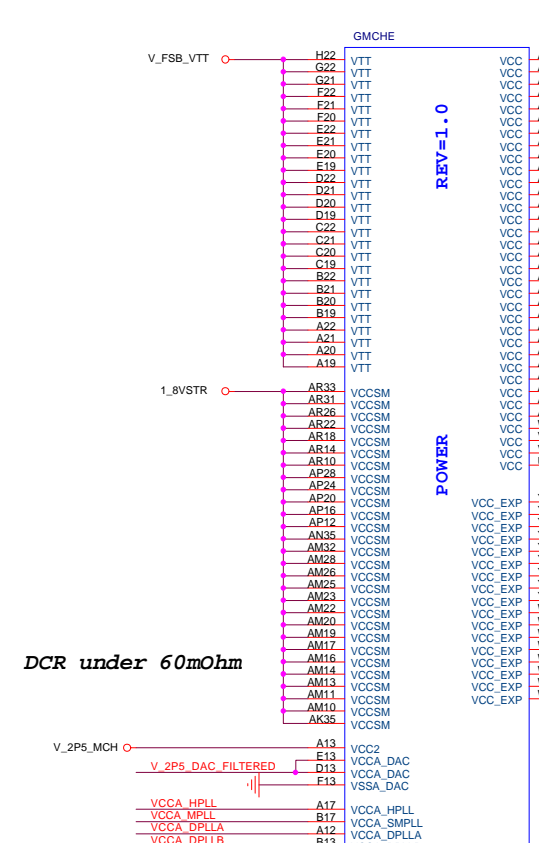 GMCHE
V_FSB_VTT H22 VTT VCC
G22 VTT VCC
G21 VTT VCC
F22 VTT VCC
F21 VTT VCC
F20 VTT VCC
E22 VTT VCC
E21 VTT VCC
E20 VTT VCC
E19 VTT VCC
D22 VTT VCC
D21 VTT VCC
D20 VTT VCC
D19 VTT VCC
C22 VTT VCC
C21 VTT VCC
C20 VTT VCC
C19 VTT VCC
B22 VTT VCC
B21 VTT VCC
B20 VTT VCC
B19 VTT VCC
A22 VTT VCC
A21 VTT VCC
A20 VTT VCC
A19 VTT VCC
VCC
REV=1.0
1_8VSTR AR33 VCCSM VCC
AR31 VCCSM VCC
AR26 VCCSM VCC
AR22 VCCSM VCC
AR18 VCCSM VCC
AR14 VCCSM VCC
AR10 VCCSM VCC
AP28 VCCSM
AP24 VCCSM
AP20 VCCSM VCC_EXP
AP16 VCCSM VCC_EXP
AP12 VCCSM VCC_EXP
AN35 VCCSM VCC_EXP
AM32 VCCSM VCC_EXP
AM28 VCCSM VCC_EXP
AM26 VCCSM VCC_EXP
AM25 VCCSM VCC_EXP
AM23 VCCSM VCC_EXP
AM22 VCCSM VCC_EXP
AM20 VCCSM VCC_EXP
AM19 VCCSM VCC_EXP
AM17 VCCSM VCC_EXP
AM16 VCCSM VCC_EXP
AM14 VCCSM VCC_EXP
AM13 VCCSM VCC_EXP
AM11 VCCSM VCC_EXP
AM10 VCCSM
AK35 VCCSM
POWER
DCR under 60mOhm
V_2P5_MCH A13 VCC2
E13 VCCA_DAC
V_2P5_DAC_FILTERED D13 VCCA_DAC
F13 VSSA_DAC
VCCA_HPLL A17 VCCA_HPLL
VCCA_MPLL B17 VCCA_SMPLL
VCCA_DPLLA A12 VCCA_DPLLA
VCCA_DPLLB B13